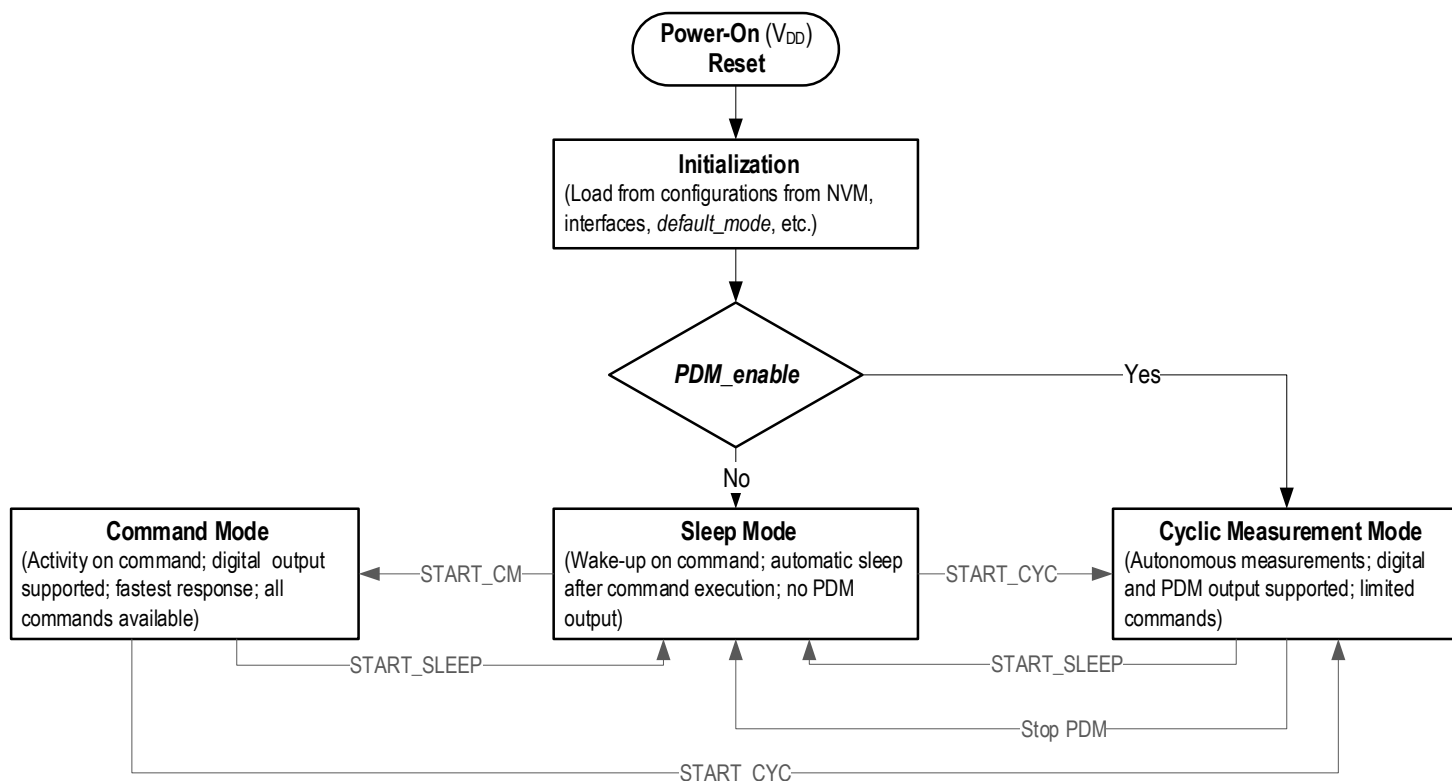 Power-On (VDD)
Reset
Initialization
(Load from configurations from NVM,
interfaces, default_mode, etc.)
PDM_enable
Yes
No
Command Mode
(Activity on command; digital output
supported; fastest response; all
commands available)
START_CM
Sleep Mode
(Wake-up on command; automatic sleep
after command execution; no PDM
output)
START_CYC
Cyclic Measurement Mode
(Autonomous measurements; digital
and PDM output supported; limited
commands)
START_SLEEP
START_SLEEP
Stop PDM
START_CYC